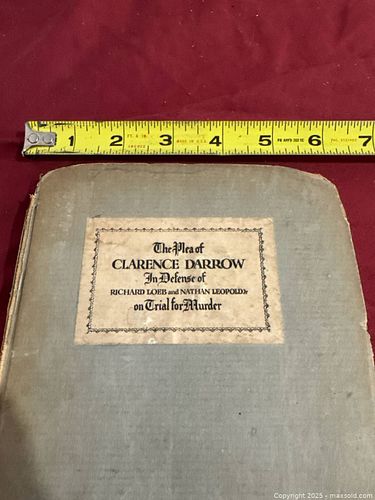 1 2 3 4 5 6 7
The Plea of
CLARENCE DARROW
In Defense of
RICHARD LOEB and NATHAN LEOPOLD Jr
on Trial for Murder
Copyright 2025 - maxsold.com